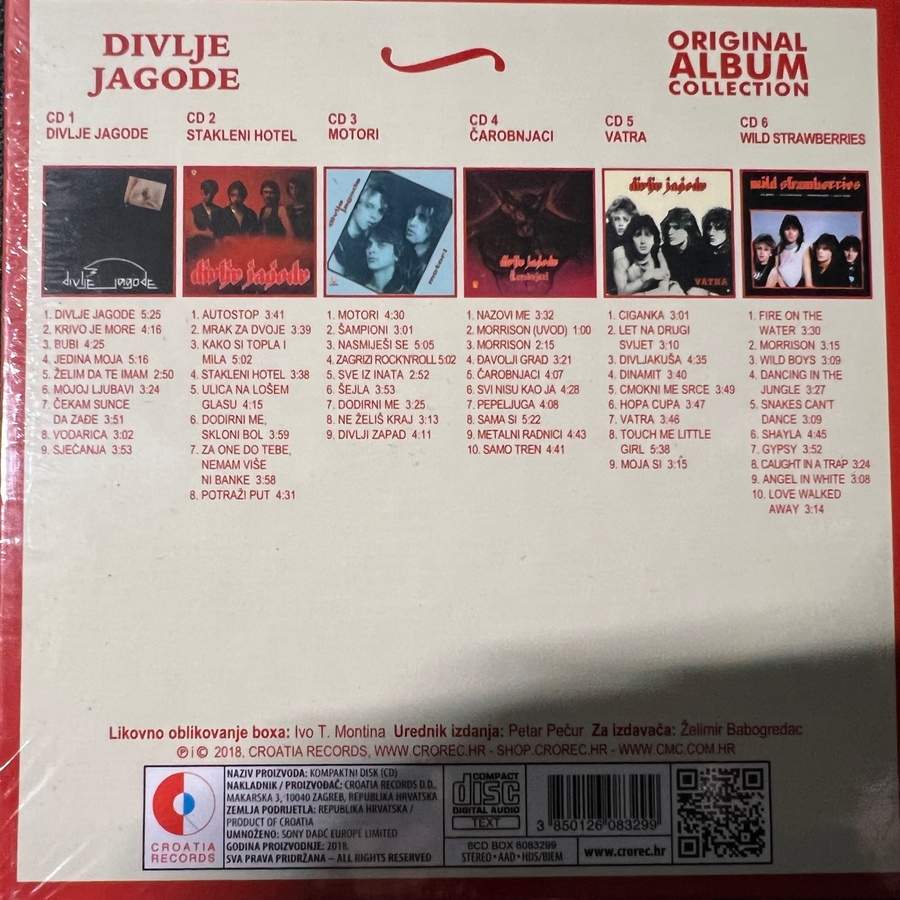 DIVLJE
JAGODE
ORIGINAL
ALBUM
COLLECTION
CD 1
DIVLJE JAGODE
divlje jagode
1. DIVLJE JAGODE 5:25
2. KRIVO JE MORE 4:16
3. BUBI 4:25
4. JEDINA MOJA 5:16
5. ŽELIM DA TE IMAM 2:50
6. MOJOJ LJUBAVI 3:24
7. ČEKAM SUNCE
DA ZAĐE 3:51
8. VODARICA 3:02
9. SJEĆANJA 3:53
CD 2
STAKLENI HOTEL
divlje jagode
1. AUTOSTOP 3:41
2. MRAK ZA DVOJE 3:39
3. KAKO SI TOPLA I
MILA 5:02
4. STAKLENI HOTEL 3:38
5. ULICA NA LOŠEM
GLASU 4:15
6. DODIRNI ME,
SKLONI BOL 3:59
7. ZA ONE DO TEBE,
NEMAM VIŠE
NI BANKE 3:58
8. POTRAŽI PUT 4:31
CD 3
MOTORI
divlje jagode
motori
1. MOTORI 4:30
2. ŠAMPIONI 3:01
3. NASMIJEŠI SE 5:05
4. ZAGRIZI ROCK'N'ROLL 5:02
5. SVE IZ INATA 2:52
6. ŠEJLA 3:53
7. DODIRNI ME 3:25
8. NE ŽELIŠ KRAJ 3:13
9. DIVLJI ZAPAD 4:11
CD 4
ČAROBNJACI
divlje jagode
Čarobnjaci
1. NAZOVI ME 3:32
2. MORRISON (UVOD) 1:00
3. MORRISON 2:15
4. DAVOLJI GRAD 3:21
5. ČAROBNJACI 4:07
6. SVI NISU KAO JA 4:28
7. PEPELJUGA 4:08
8. SAMA SI 5:22
9. METALNI RADNICI 4:43
10. SAMO TREN 4:41
CD 5
VATRA
divlje jagode
VATRA
1. CIGANKA 3:01
2. LET NA DRUGI
SVIJET 3:10
3. DIVLJAKUŠA 4:35
4. DINAMIT 3:40
5. CMOKNI ME SRCE 3:49
6. HOPA CUPA 3:47
7. VATRA 3:46
8. TOUCH ME LITTLE
GIRL 5:38
9. MOJA SI 3:15
CD 6
WILD STRAWBERRIES
wild strawberries
1. FIRE ON THE
WATER 3:30
2. MORRISON 3:15
3. WILD BOYS 3:09
4. DANCING IN THE
JUNGLE 3:27
5. SNAKES CAN'T
DANCE 3:09
6. SHAYLA 4:45
7. GYPSY 3:52
8. CAUGHT IN A TRAP 3:24
9. ANGEL IN WHITE 3:08
10. LOVE WALKED
AWAY 3:14
Likovno oblikovanje boxa: Ivo T. Montina Urednik izdanja: Petar Pečur Za izdavača: Želimir Babogredac
℗ i © 2018. CROATIA RECORDS, WWW.CROREC.HR - SHOP.CROREC.HR - WWW.CMC.COM.HR
CROATIA
RECORDS
NAZIV PROIZVODA: KOMPAKTNI DISK (CD)
NAKLADNIK / PROIZVOĐAČ: CROATIA RECORDS D.D.,
MAKARSKA 3, 10040 ZAGREB, REPUBLIKA HRVATSKA
ZEMLJA PODRIJETLA: REPUBLIKA HRVATSKA /
PRODUCT OF CROATIA
UMNOŽENO: SONY DADC EUROPE LIMITED
GODINA PROIZVODNJE: 2018.
SVA PRAVA PRIDRŽANA – ALL RIGHTS RESERVED
COMPACT
disc
DIGITAL AUDIO
TEXT
6CD BOX 6083299
STEREO • AAD • HDS/BIEM
3 850126 083299
www.crorec.hr